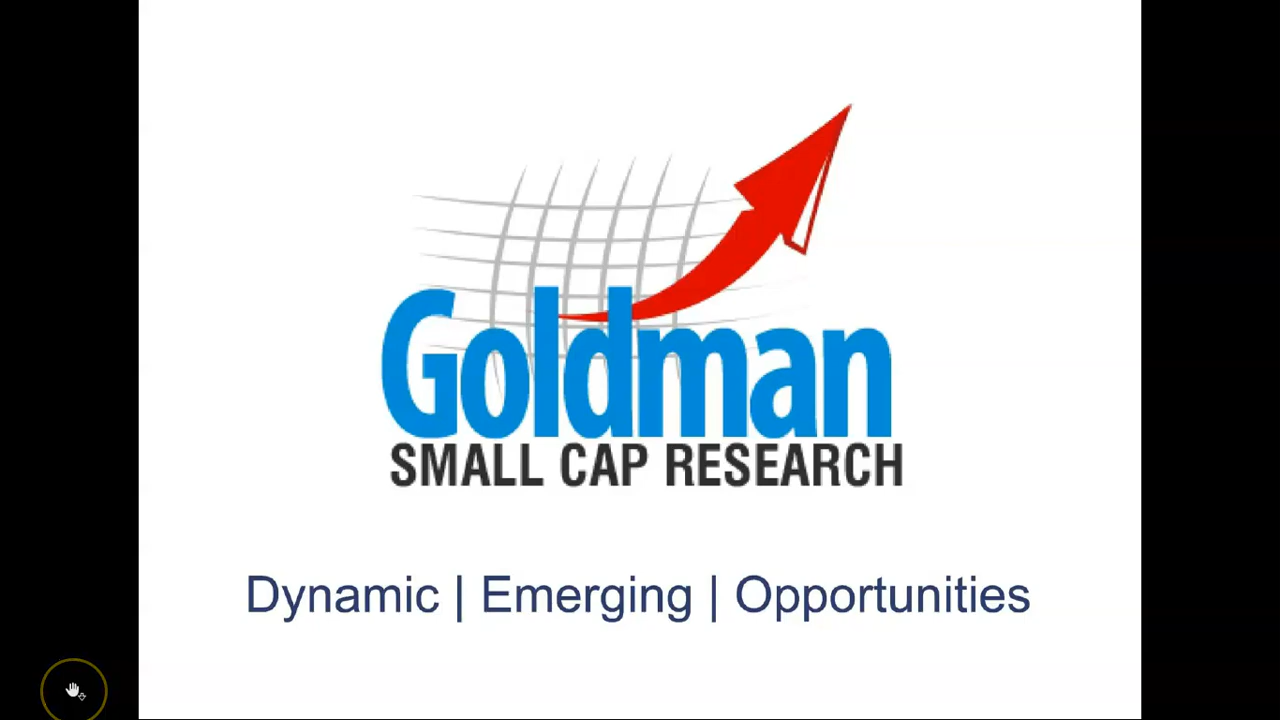 Goldman
SMALL CAP RESEARCH
Dynamic | Emerging | Opportunities